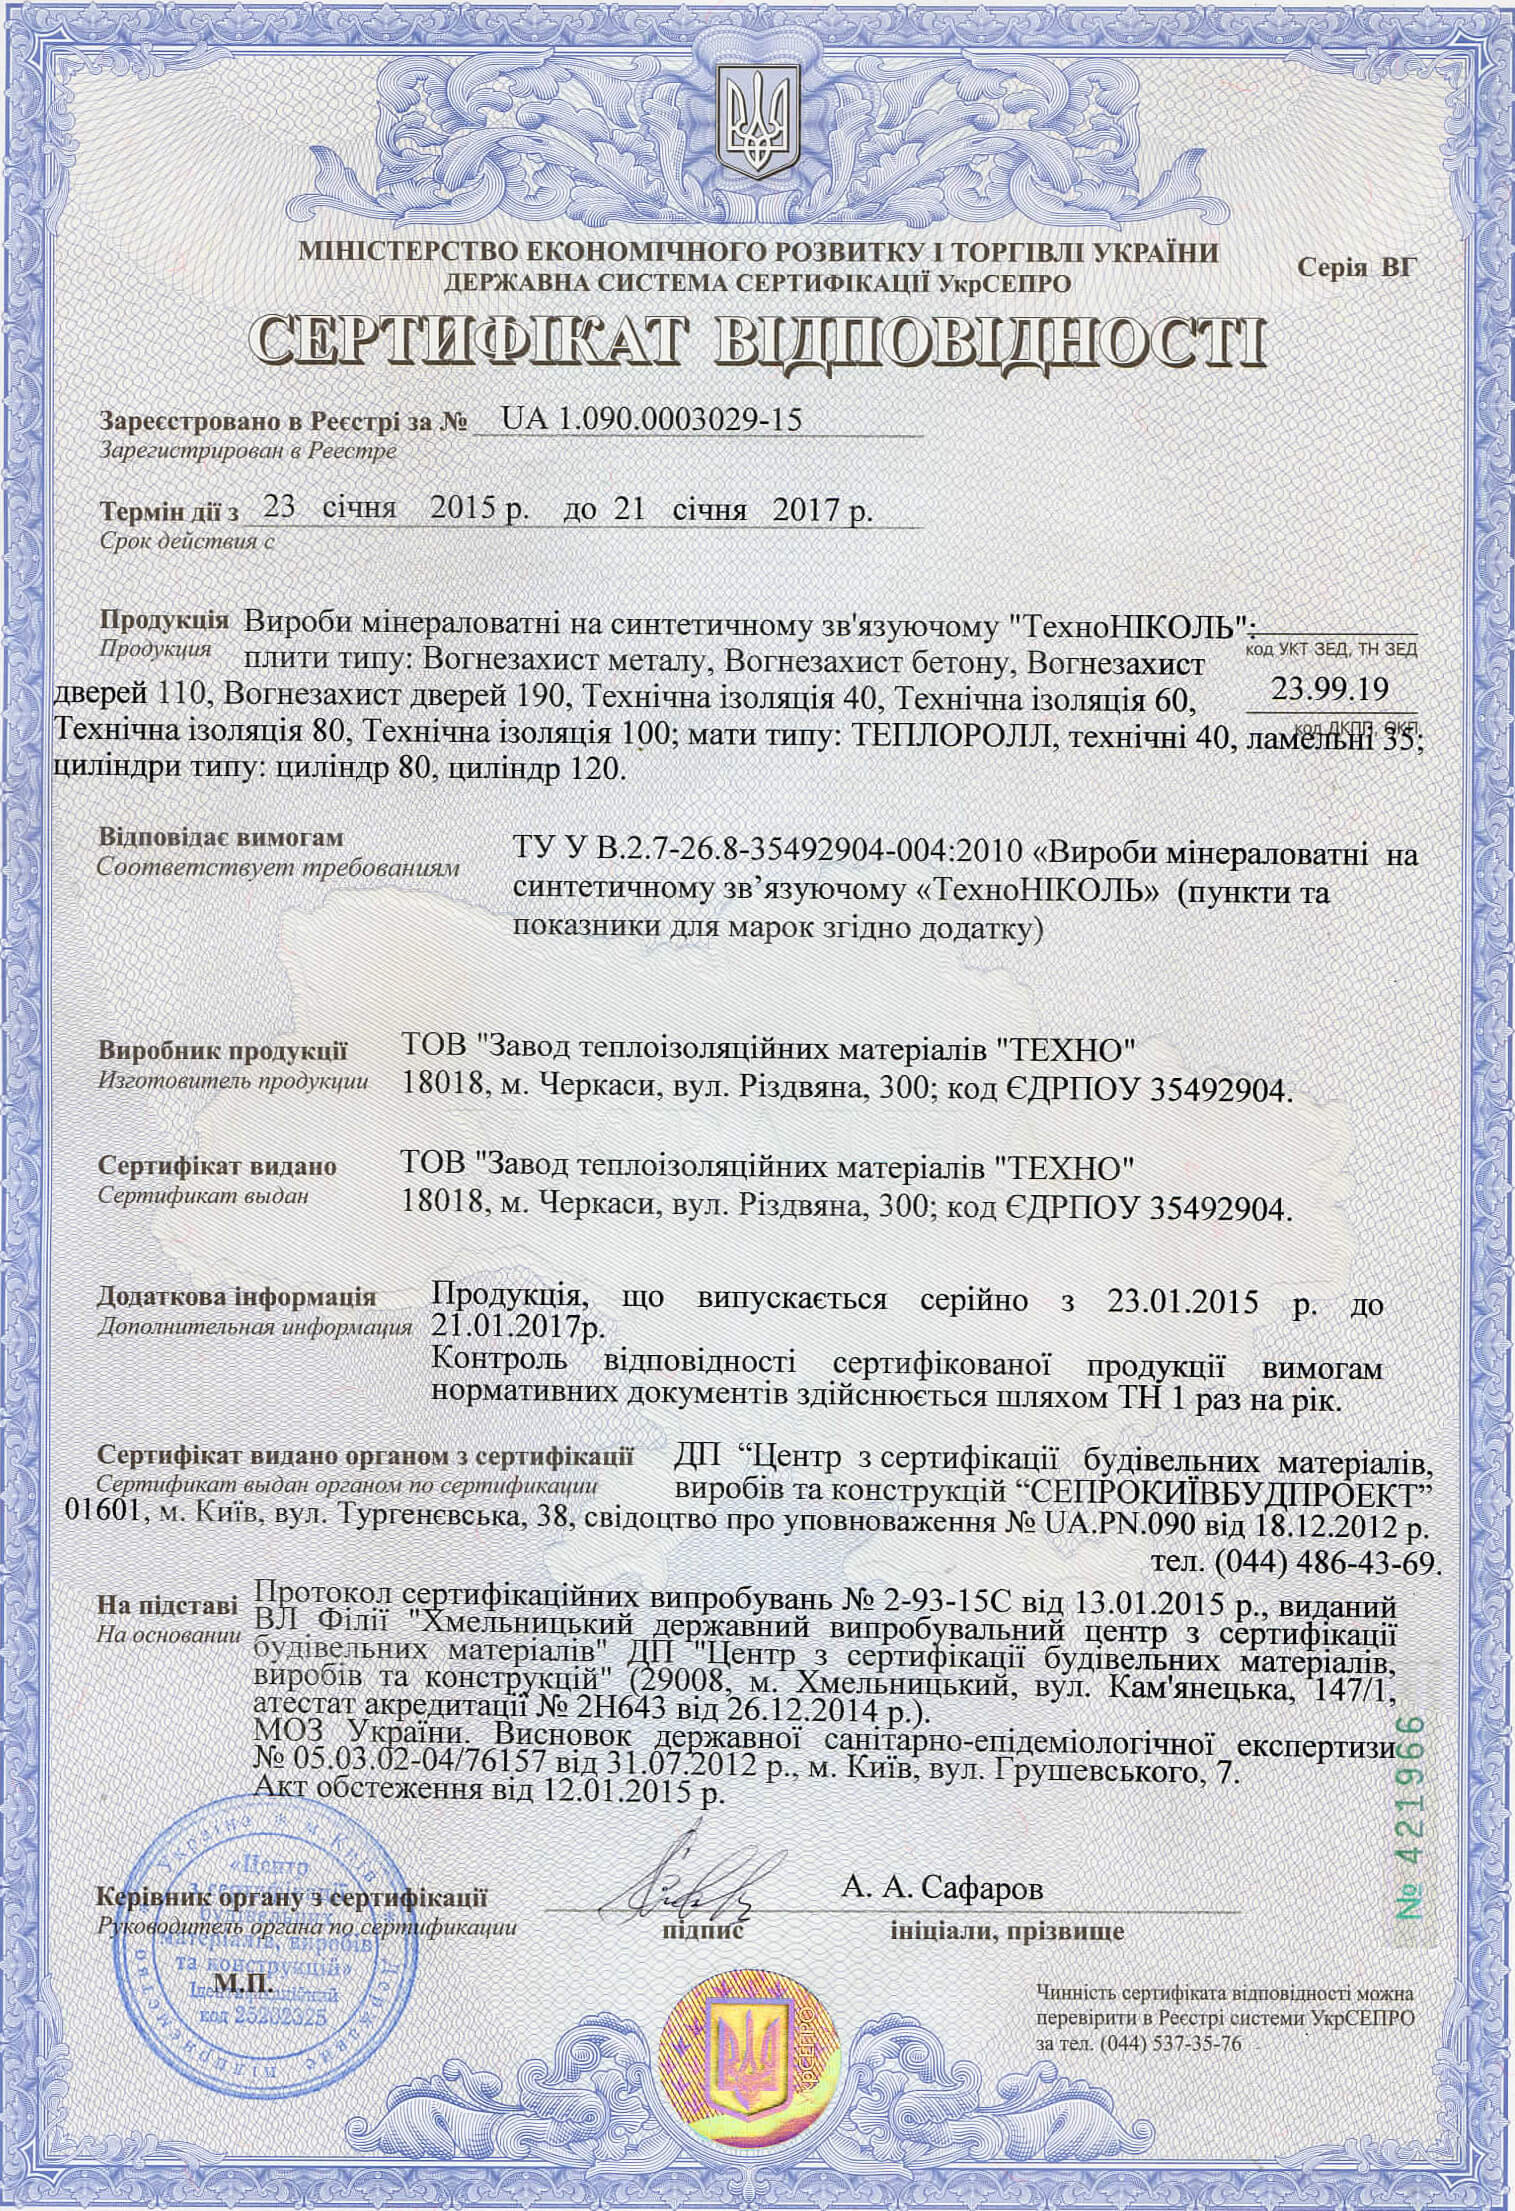 МІНІСТЕРСТВО ЕКОНОМІЧНОГО РОЗВИТКУ І ТОРГІВЛІ УКРАЇНИ
ДЕРЖАВНА СИСТЕМА СЕРТИФІКАЦІЇ УкрСЕПРО
Серія ВГ
СЕРТИФІКАТ ВІДПОВІДНОСТІ
Зареєстровано в Реєстрі за № UA 1.090.0003029-15
Зарегистрирован в Реестре
Термін дії з 23 січня 2015 р. до 21 січня 2017 р.
Срок действия с
Продукція Вироби мінераловатні на синтетичному зв'язуючому "ТехноНІКОЛЬ":
Продукция плити типу: Вогнезахист металу, Вогнезахист бетону, Вогнезахист
код УКТ ЗЕД, ТН ЗЕД
дверей 110, Вогнезахист дверей 190, Технічна ізоляція 40, Технічна ізоляція 60,
23.99.19
код ДКПП, ОКП
Технічна ізоляція 80, Технічна ізоляція 100; мати типу: ТЕПЛОРОЛЛ, технічні 40, ламельні 35;
циліндри типу: циліндр 80, циліндр 120.
Відповідає вимогам ТУ У В.2.7-26.8-35492904-004:2010 «Вироби мінераловатні на
Соответствует требованиям синтетичному зв’язуючому «ТехноНІКОЛЬ» (пункти та
показники для марок згідно додатку)
Виробник продукції ТОВ "Завод теплоізоляційних матеріалів "ТЕХНО"
Изготовитель продукции 18018, м. Черкаси, вул. Різдвяна, 300; код ЄДРПОУ 35492904.
Сертифікат видано ТОВ "Завод теплоізоляційних матеріалів "ТЕХНО"
Сертификат выдан 18018, м. Черкаси, вул. Різдвяна, 300; код ЄДРПОУ 35492904.
Додаткова інформація Продукція, що випускається серійно з 23.01.2015 р. до
Дополнительная информация 21.01.2017р.
Контроль відповідності сертифікованої продукції вимогам
нормативних документів здійснюється шляхом ТН 1 раз на рік.
Сертифікат видано органом з сертифікації ДП “Центр з сертифікації будівельних матеріалів,
Сертификат выдан органом по сертификации виробів та конструкцій “СЕПРОКИЇВБУДПРОЕКТ”
01601, м. Київ, вул. Тургенєвська, 38, свідоцтво про уповноваження № UA.PN.090 від 18.12.2012 р.
тел. (044) 486-43-69.
На підставі Протокол сертифікаційних випробувань № 2-93-15С від 13.01.2015 р., виданий
На основании ВЛ Філії "Хмельницький державний випробувальний центр з сертифікації
будівельних матеріалів" ДП "Центр з сертифікації будівельних матеріалів,
виробів та конструкцій" (29008, м. Хмельницький, вул. Кам'янецька, 147/1,
атестат акредитації № 2Н643 від 26.12.2014 р.).
МОЗ України. Висновок державної санітарно-епідеміологічної експертизи
№ 05.03.02-04/76157 від 31.07.2012 р., м. Київ, вул. Грушевського, 7.
Акт обстеження від 12.01.2015 р.
№ 421966
Керівник органу з сертифікації А. А. Сафаров
Руководитель органа по сертификации підпис ініціали, прізвище
М.П.
Україна * м. Київ * Державне підприємство
«Центр
з сертифікації
будівельних
матеріалів, виробів
та конструкцій»
Ідентифікаційний
код 25282325
УкрСЕПРО
Чинність сертифіката відповідності можна
перевірити в Реєстрі системи УкрСЕПРО
за тел. (044) 537-35-76